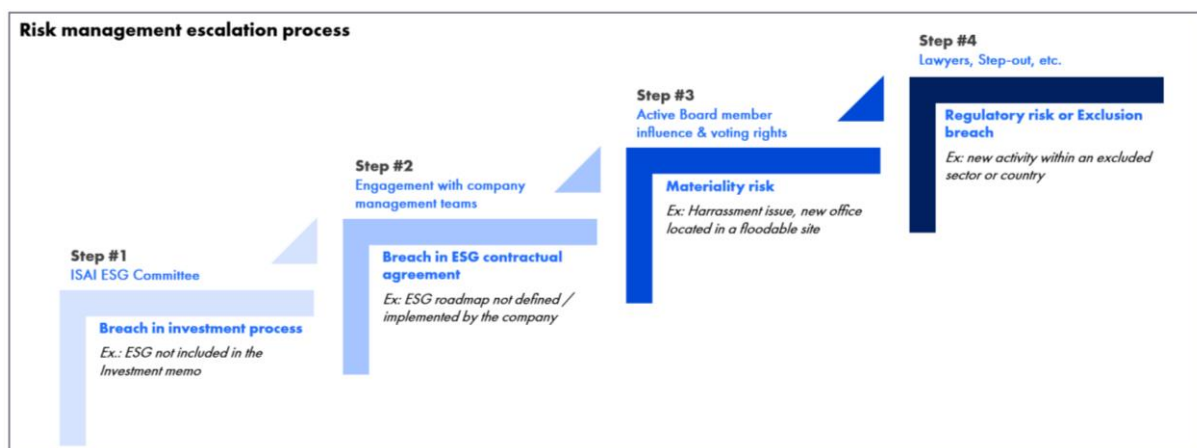 Risk management escalation process
Step #1
ISAI ESG Committee
Breach in investment process
Ex.: ESG not included in the
Investment memo
Step #2
Engagement with company
management teams
Breach in ESG contractual
agreement
Ex: ESG roadmap not defined /
implemented by the company
Step #3
Active Board member
influence & voting rights
Materiality risk
Ex: Harrassment issue, new office
located in a floodable site
Step #4
Lawyers, Step-out, etc.
Regulatory risk or Exclusion
breach
Ex: new activity within an excluded
sector or country